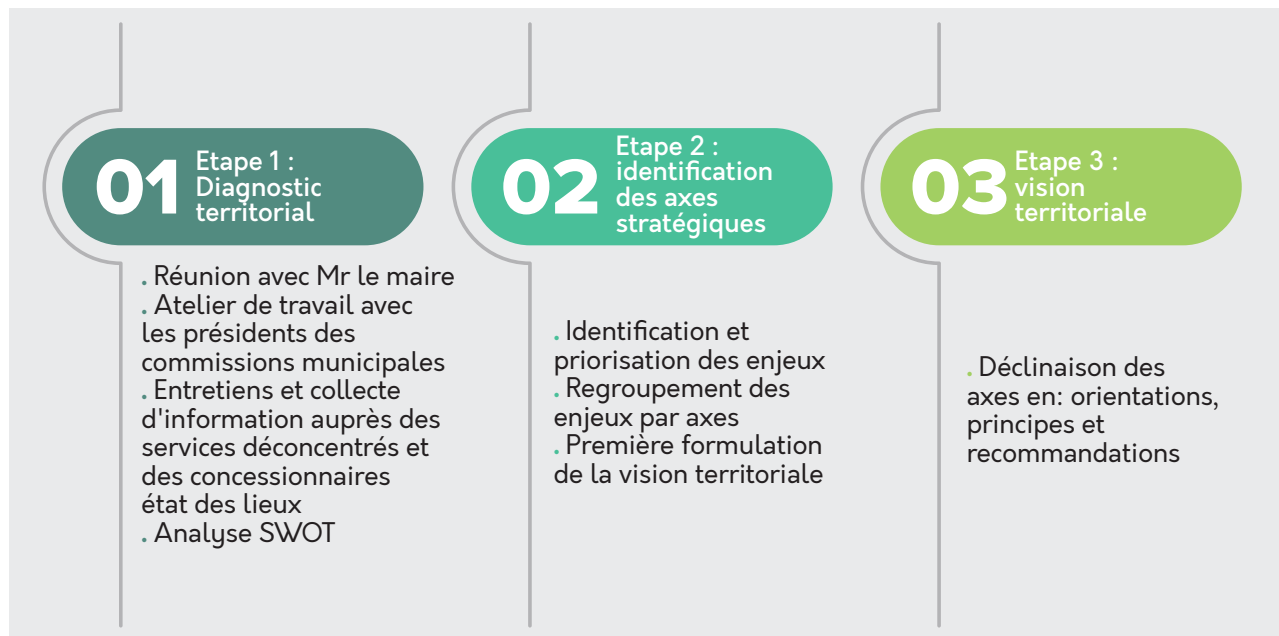 01
Etape 1 :
Diagnostic
territorial
. Réunion avec Mr le maire
. Atelier de travail avec
les présidents des
commissions municipales
. Entretiens et collecte
d'information auprès des
services déconcentrés et
des concessionnaires
état des lieux
. Analyse SWOT
02
Etape 2 :
identification
des axes
stratégiques
. Identification et
priorisation des enjeux
. Regroupement des
enjeux par axes
. Première formulation
de la vision territoriale
03
Etape 3 :
vision
territoriale
. Déclinaison des
axes en: orientations,
principes et
recommandations